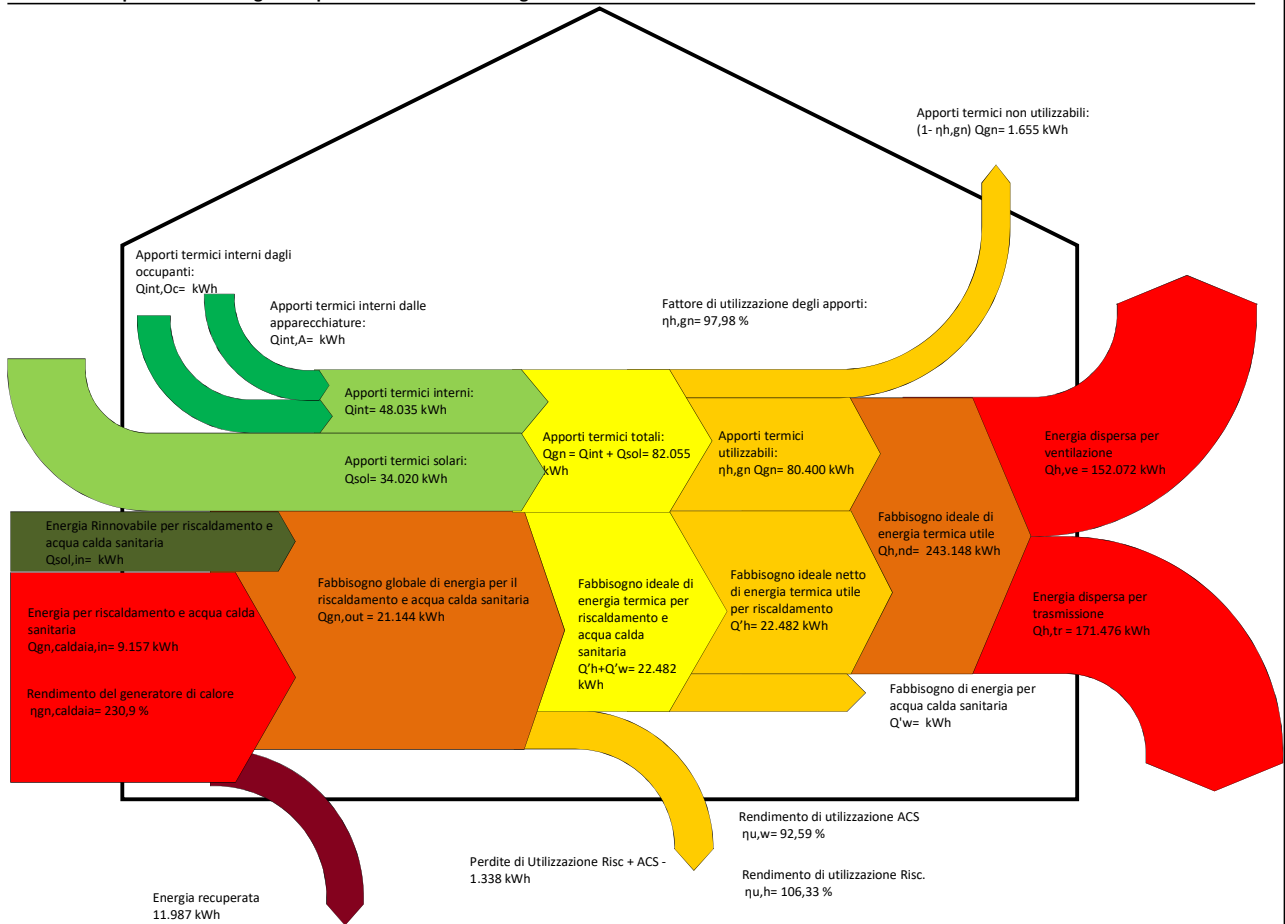 Apporti termici non utilizzabili:
(1- ηh,gn) Qgn= 1.655 kWh
Apporti termici interni dagli
occupanti:
Qint,Oc=  kWh
Apporti termici interni dalle
apparecchiature:
Qint,A=  kWh
Fattore di utilizzazione degli apporti:
ηh,gn= 97,98 %
Apporti termici interni:
Qint= 48.035 kWh
Apporti termici solari:
Qsol= 34.020 kWh
Apporti termici totali:
Qgn = Qint + Qsol= 82.055
kWh
Apporti termici
utilizzabili:
ηh,gn Qgn= 80.400 kWh
Energia dispersa per
ventilazione
Qh,ve = 152.072 kWh
Fabbisogno ideale di
energia termica utile
Qh,nd=  243.148 kWh
Energia Rinnovabile per riscaldamento e
acqua calda sanitaria
Qsol,in=  kWh
Energia per riscaldamento e acqua calda
sanitaria
Qgn,caldaia,in= 9.157 kWh
Rendimento del generatore di calore
ηgn,caldaia= 230,9 %
Fabbisogno globale di energia per il
riscaldamento e acqua calda sanitaria
Qgn,out = 21.144 kWh
Fabbisogno ideale di
energia termica per
riscaldamento e
acqua calda
sanitaria
Q'h+Q'w= 22.482
kWh
Fabbisogno ideale netto
di energia termica utile
per riscaldamento
Q'h= 22.482 kWh
Energia dispersa per
trasmissione
Qh,tr = 171.476 kWh
Fabbisogno di energia per
acqua calda sanitaria
Q'w=  kWh
Rendimento di utilizzazione ACS
ηu,w= 92,59 %
Rendimento di utilizzazione Risc.
ηu,h= 106,33 %
Perdite di Utilizzazione Risc + ACS -
1.338 kWh
Energia recuperata
11.987 kWh